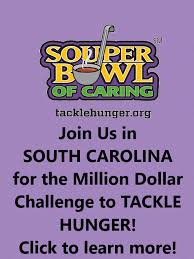 SOUPER
BOWL
OF CARING
SM
tacklehunger.org
Join Us in
SOUTH CAROLINA
for the Million Dollar
Challenge to TACKLE
HUNGER!
Click to learn more!